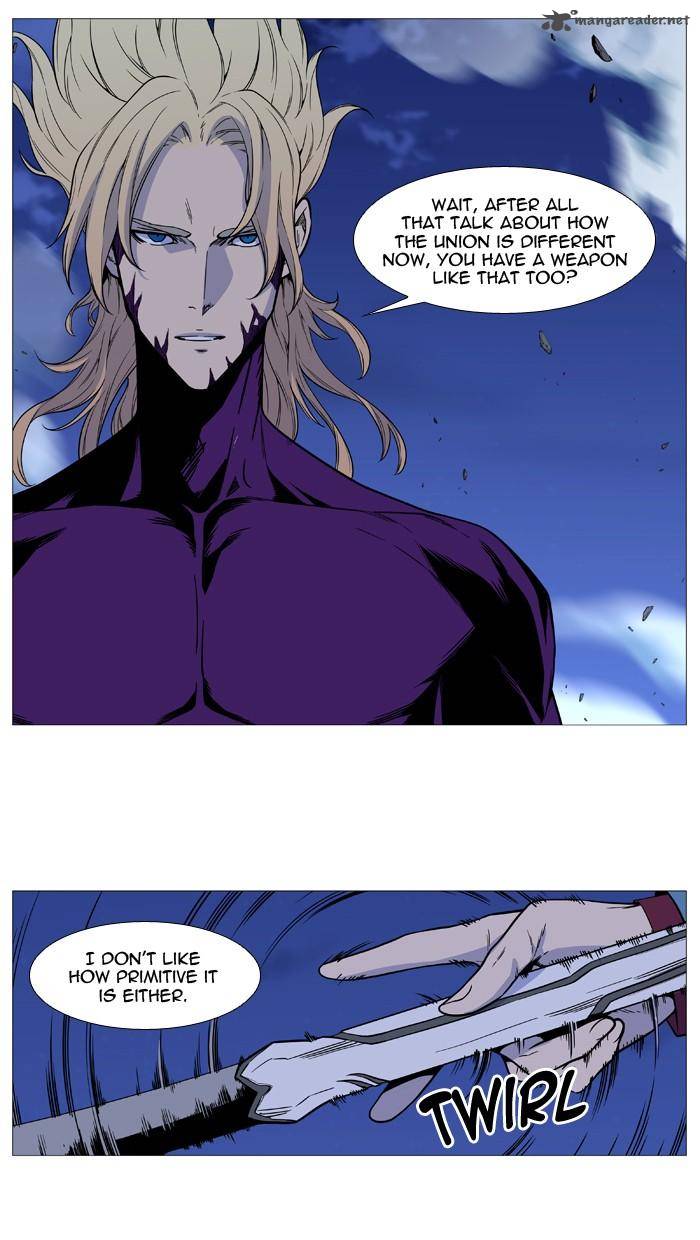 mangareader.net
WAIT, AFTER ALL
THAT TALK ABOUT HOW
THE UNION IS DIFFERENT
NOW, YOU HAVE A WEAPON
LIKE THAT TOO?
I DON'T LIKE
HOW PRIMITIVE IT
IS EITHER.
TWIRL